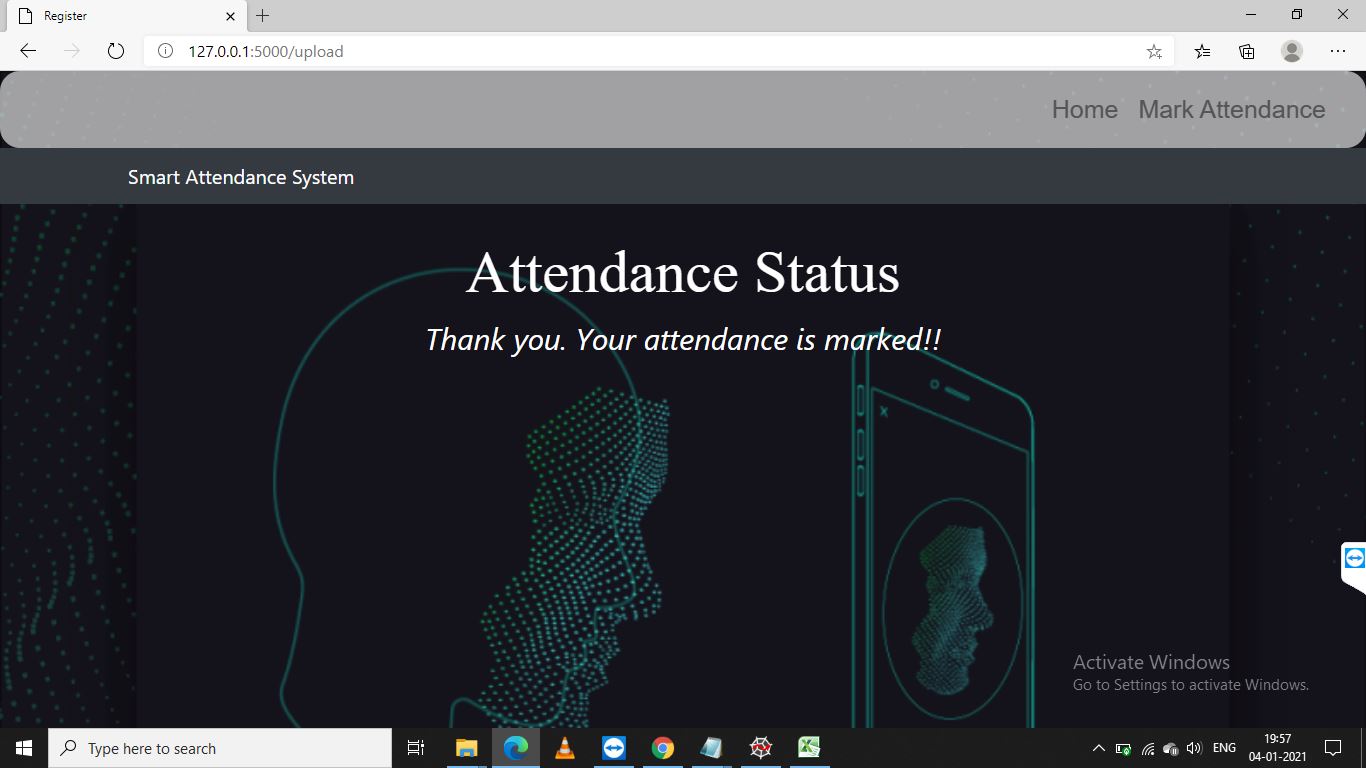 Register
127.0.0.1:5000/upload
Home Mark Attendance
Smart Attendance System
Attendance Status
Thank you. Your attendance is marked!!
Activate Windows
Go to Settings to activate Windows.
Type here to search
ENG
19:57
04-01-2021